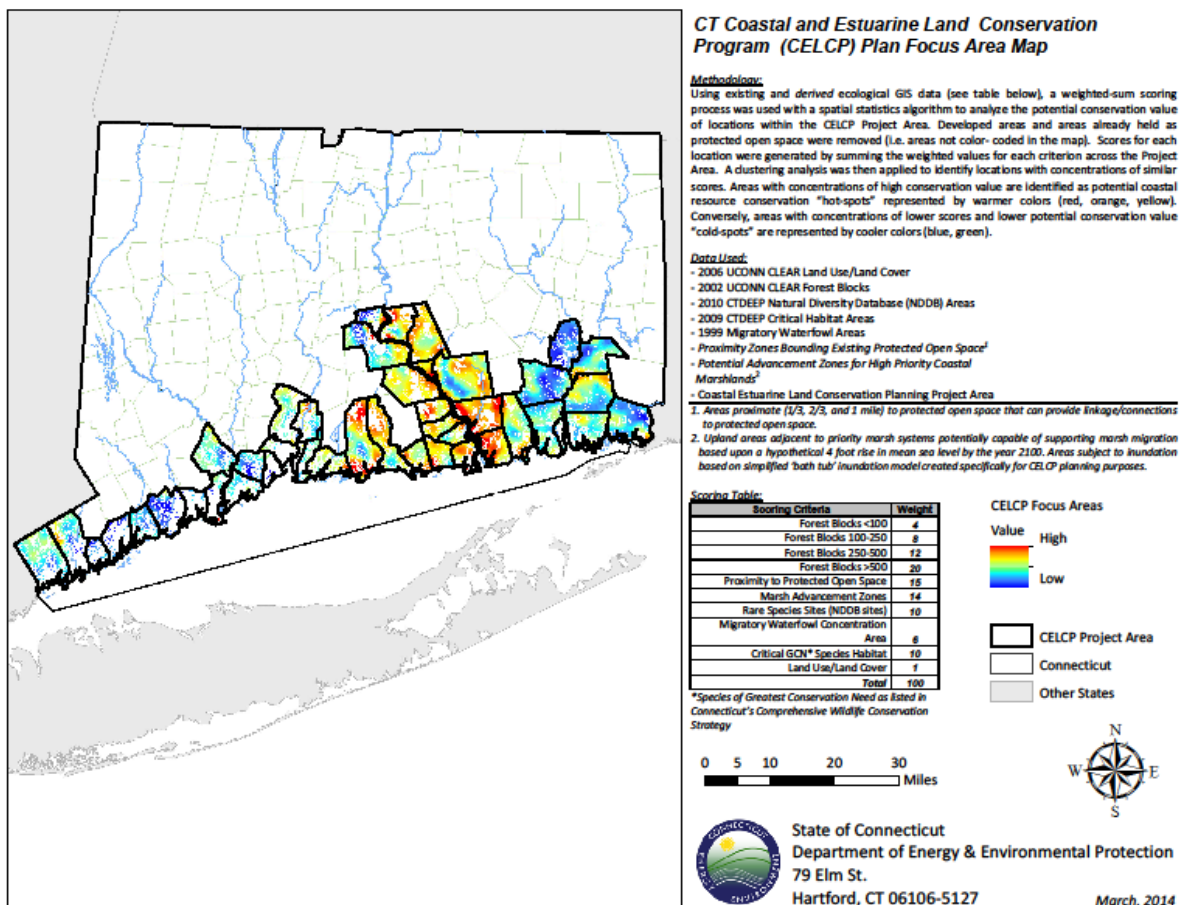 CT Coastal and Estuarine Land Conservation
Program (CELCP) Plan Focus Area Map
Methodology:
Using existing and derived ecological GIS data (see table below), a weighted-sum scoring
process was used with a spatial statistics algorithm to analyze the potential conservation value
of locations within the CELCP Project Area. Developed areas and areas already held as
protected open space were removed (i.e. areas not color- coded in the map). Scores for each
location were generated by summing the weighted values for each criterion across the Project
Area. A clustering analysis was then applied to identify locations with concentrations of similar
scores. Areas with concentrations of high conservation value are identified as potential coastal
resource conservation "hot-spots" represented by warmer colors (red, orange, yellow).
Conversely, areas with concentrations of lower scores and lower potential conservation value
"cold-spots" are represented by cooler colors (blue, green).
Data Used:
- 2006 UCONN CLEAR Land Use/Land Cover
- 2002 UCONN CLEAR Forest Blocks
- 2010 CTDEEP Natural Diversity Database (NDDB) Areas
- 2009 CTDEEP Critical Habitat Areas
- 1999 Migratory Waterfowl Areas
- Proximity Zones Bounding Existing Protected Open Space¹
- Potential Advancement Zones for High Priority Coastal
Marshlands²
- Coastal Estuarine Land Conservation Planning Project Area
1. Areas proximate (1/3, 2/3, and 1 mile) to protected open space that can provide linkage/connections
to protected open space.
2. Upland areas adjacent to priority marsh systems potentially capable of supporting marsh migration
based upon a hypothetical 4 foot rise in mean sea level by the year 2100. Areas subject to inundation
based on simplified 'bath tub' inundation model created specifically for CELCP planning purposes.
Scoring Table:
Scoring Criteria Weight
Forest Blocks <100 4
Forest Blocks 100-250 8
Forest Blocks 250-500 12
Forest Blocks >500 20
Proximity to Protected Open Space 15
Marsh Advancement Zones 14
Rare Species Sites (NDDB sites) 10
Migratory Waterfowl Concentration
Area 6
Critical GCN* Species Habitat 10
Land Use/Land Cover 1
Total 100
*Species of Greatest Conservation Need as listed in
Connecticut's Comprehensive Wildlife Conservation
Strategy
CELCP Focus Areas
Value
High
Low
CELCP Project Area
Connecticut
Other States
0 5 10 20 30
Miles
N
W E
S
State of Connecticut
Department of Energy & Environmental Protection
79 Elm St.
Hartford, CT 06106-5127
March, 2014